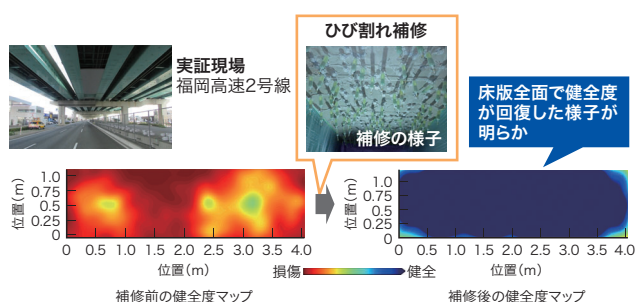 ひび割れ補修
実証現場
福岡高速2号線
補修の様子
床版全面で健全度
が回復した様子が
明らか
位置(m)
1.0
0.75
0.5
0.25
0
0 0.5 1.0 1.5 2.0 2.5 3.0 3.5 4.0
位置(m)
補修前の健全度マップ
損傷 健全
位置(m)
1.0
0.75
0.5
0.25
0
0 0.5 1.0 1.5 2.0 2.5 3.0 3.5 4.0
位置(m)
補修後の健全度マップ